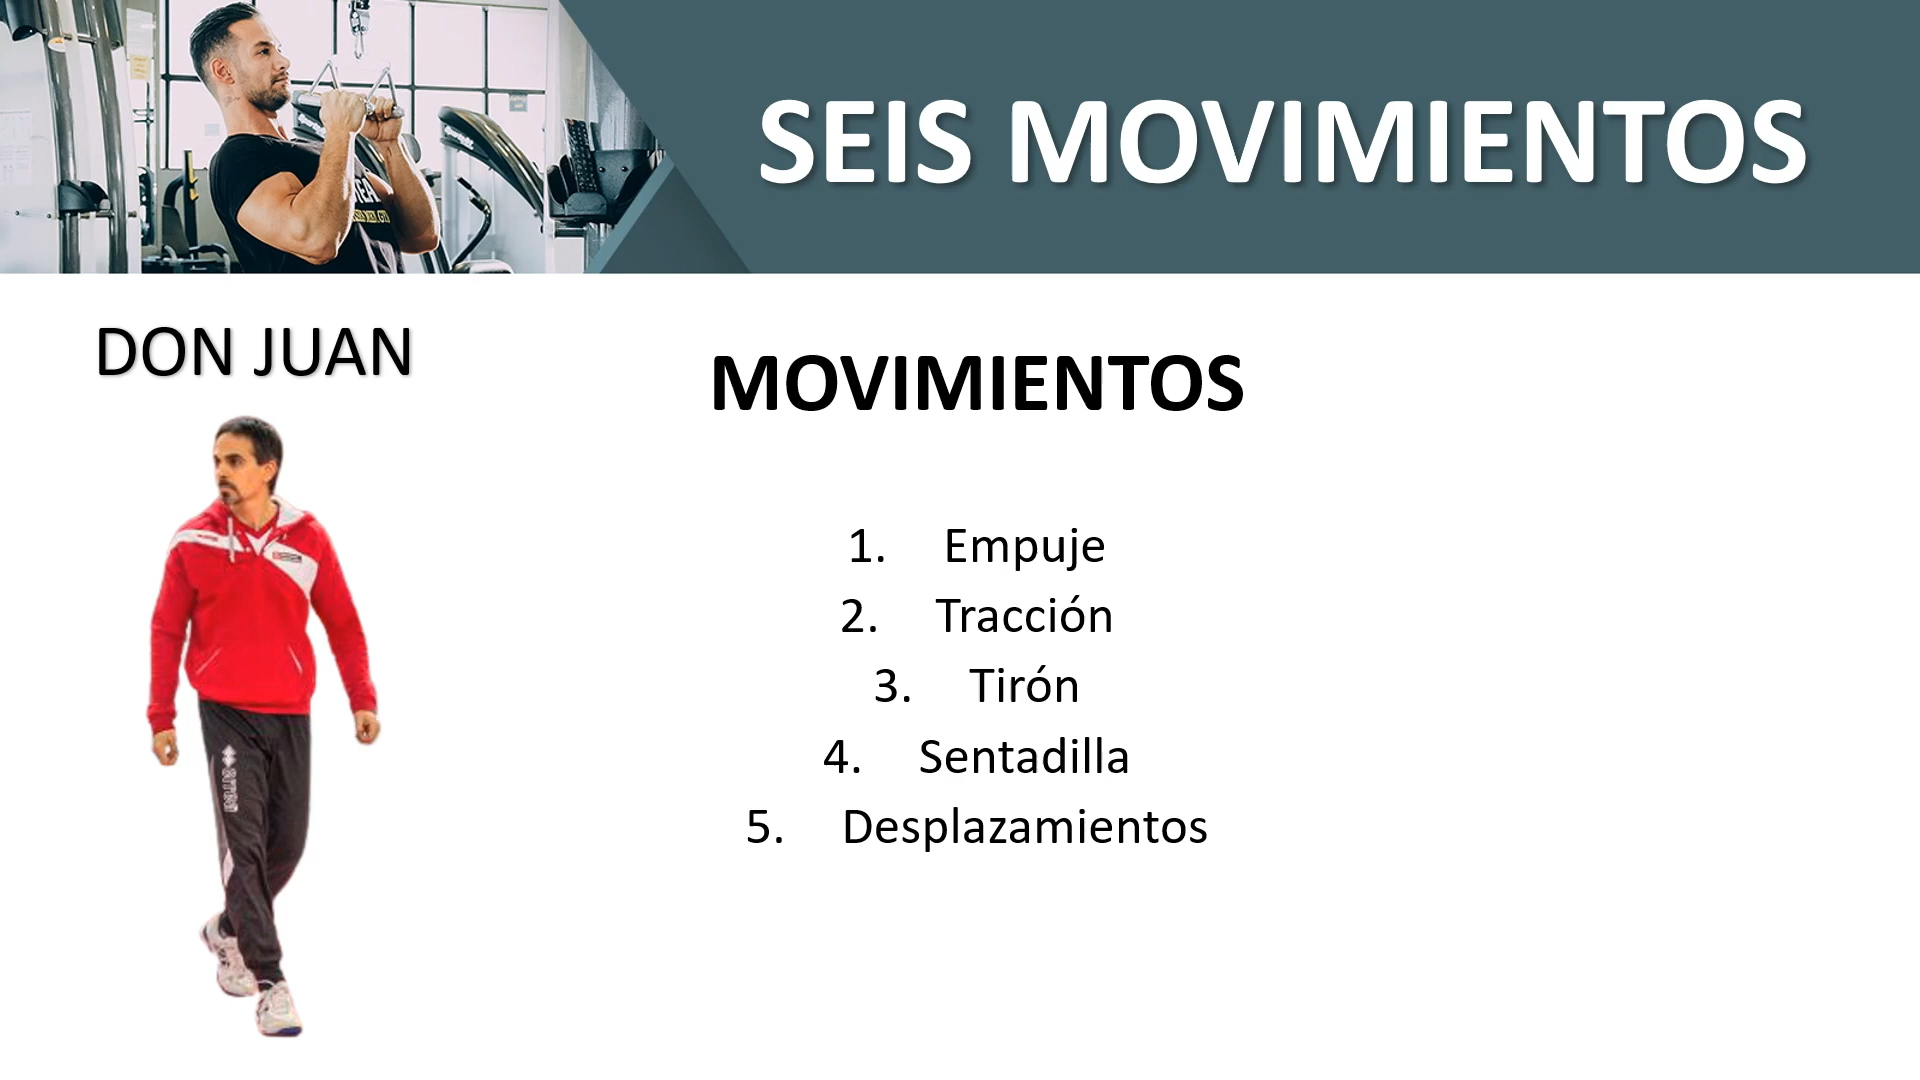 SEIS MOVIMIENTOS
DON JUAN
MOVIMIENTOS
1. Empuje
2. Tracción
3. Tirón
4. Sentadilla
5. Desplazamientos